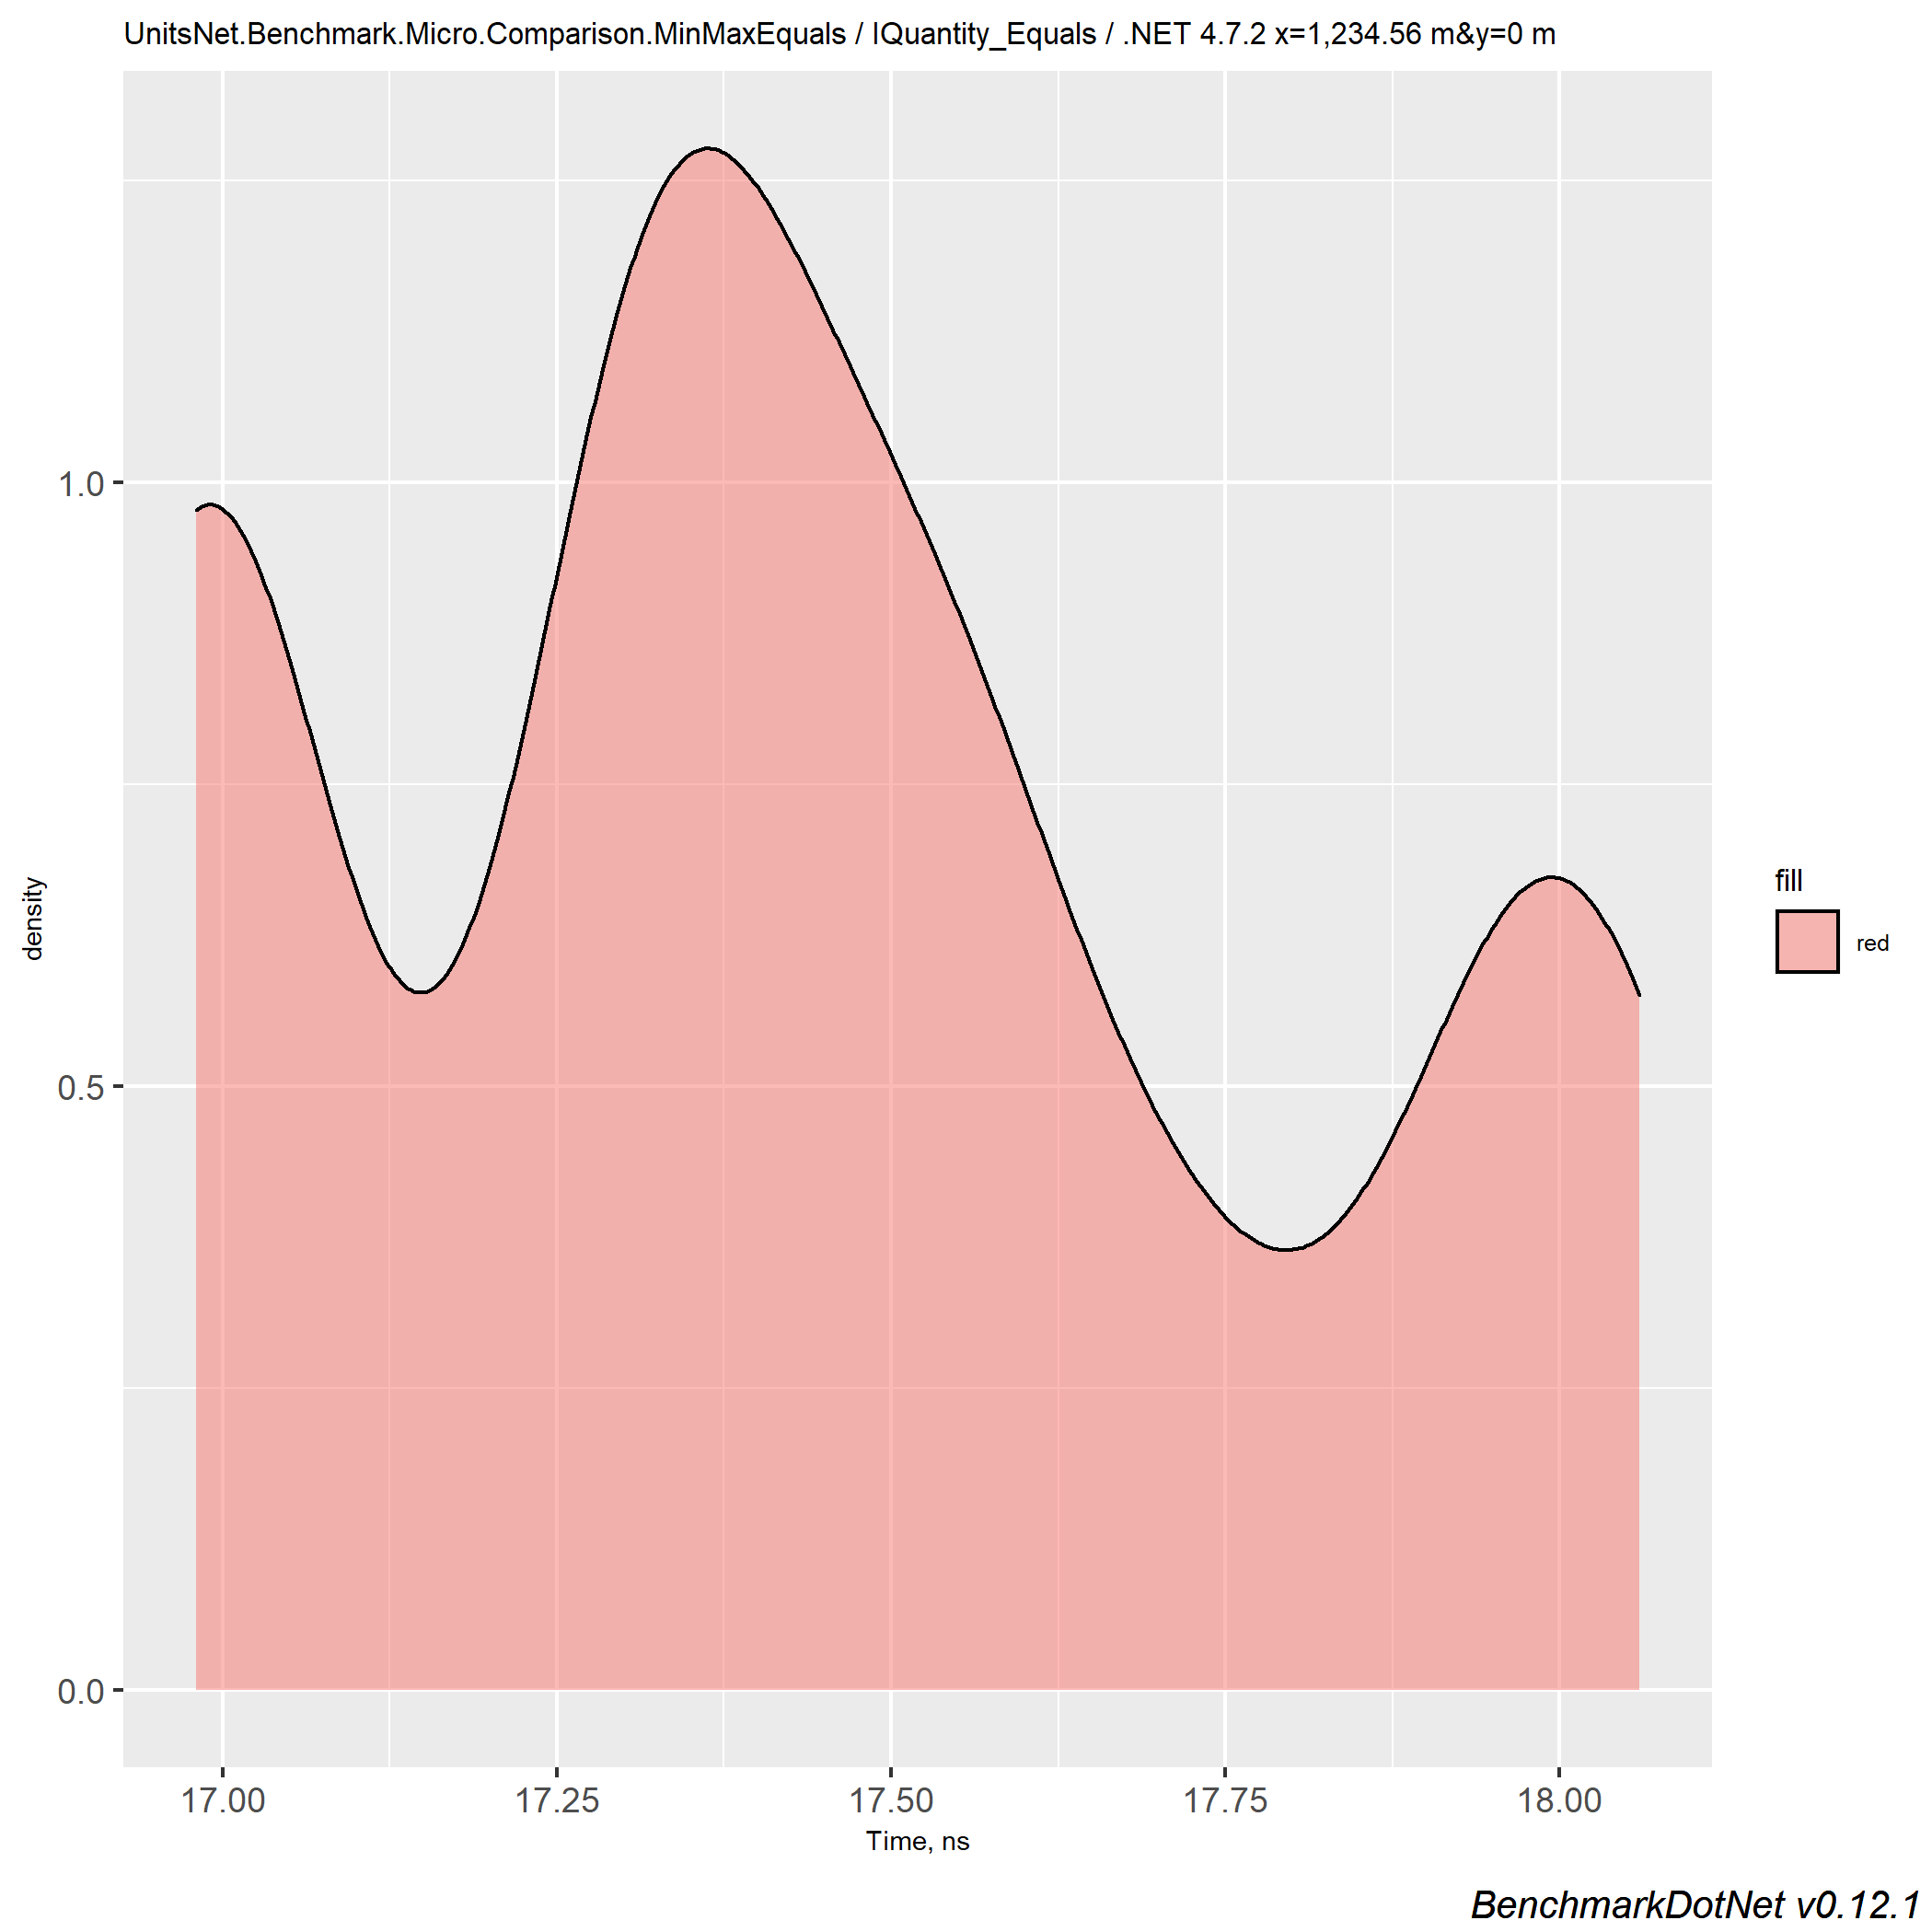 UnitsNet.Benchmark.Micro.Comparison.MinMaxEquals / IQuantity_Equals / .NET 4.7.2 x=1,234.56 m&y=0 m
1.0
0.5
0.0
density
17.00 17.25 17.50 17.75 18.00
Time, ns
fill
red
BenchmarkDotNet v0.12.1